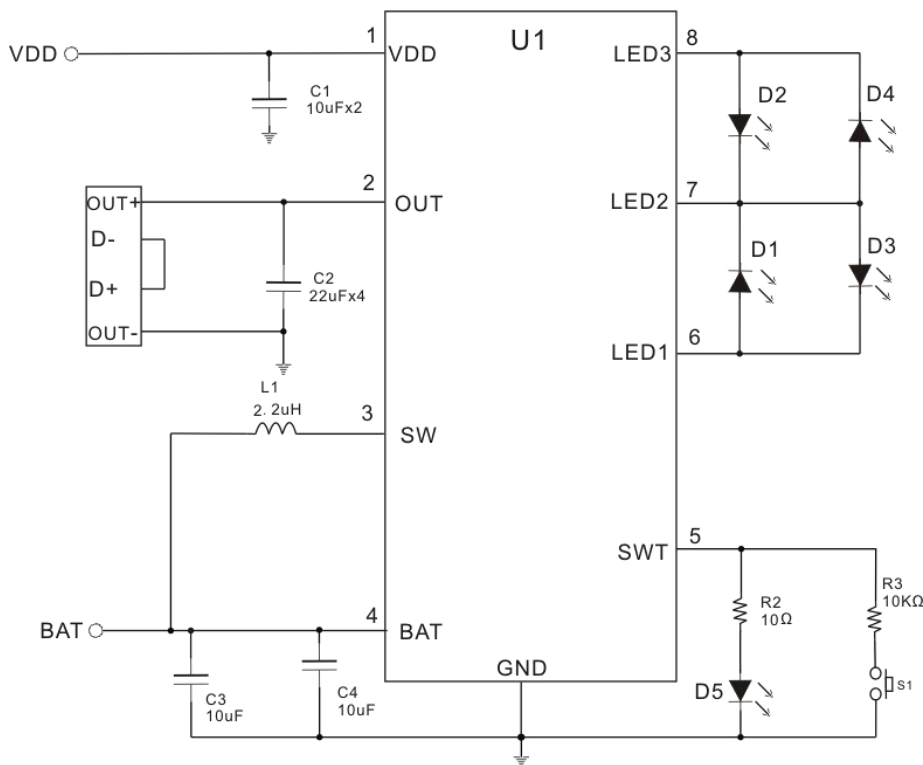 VDD
1
VDD
U1
LED3
8
C1
10uFx2
D2
D4
2
OUT
LED2
7
OUT+
D-
D+
OUT-
C2
22uFx4
D1
D3
LED1
6
L1
2.2uH
3
SW
SWT
5
R2
10Ω
R3
10KΩ
BAT
4
BAT
GND
D5
S1
C3
10uF
C4
10uF